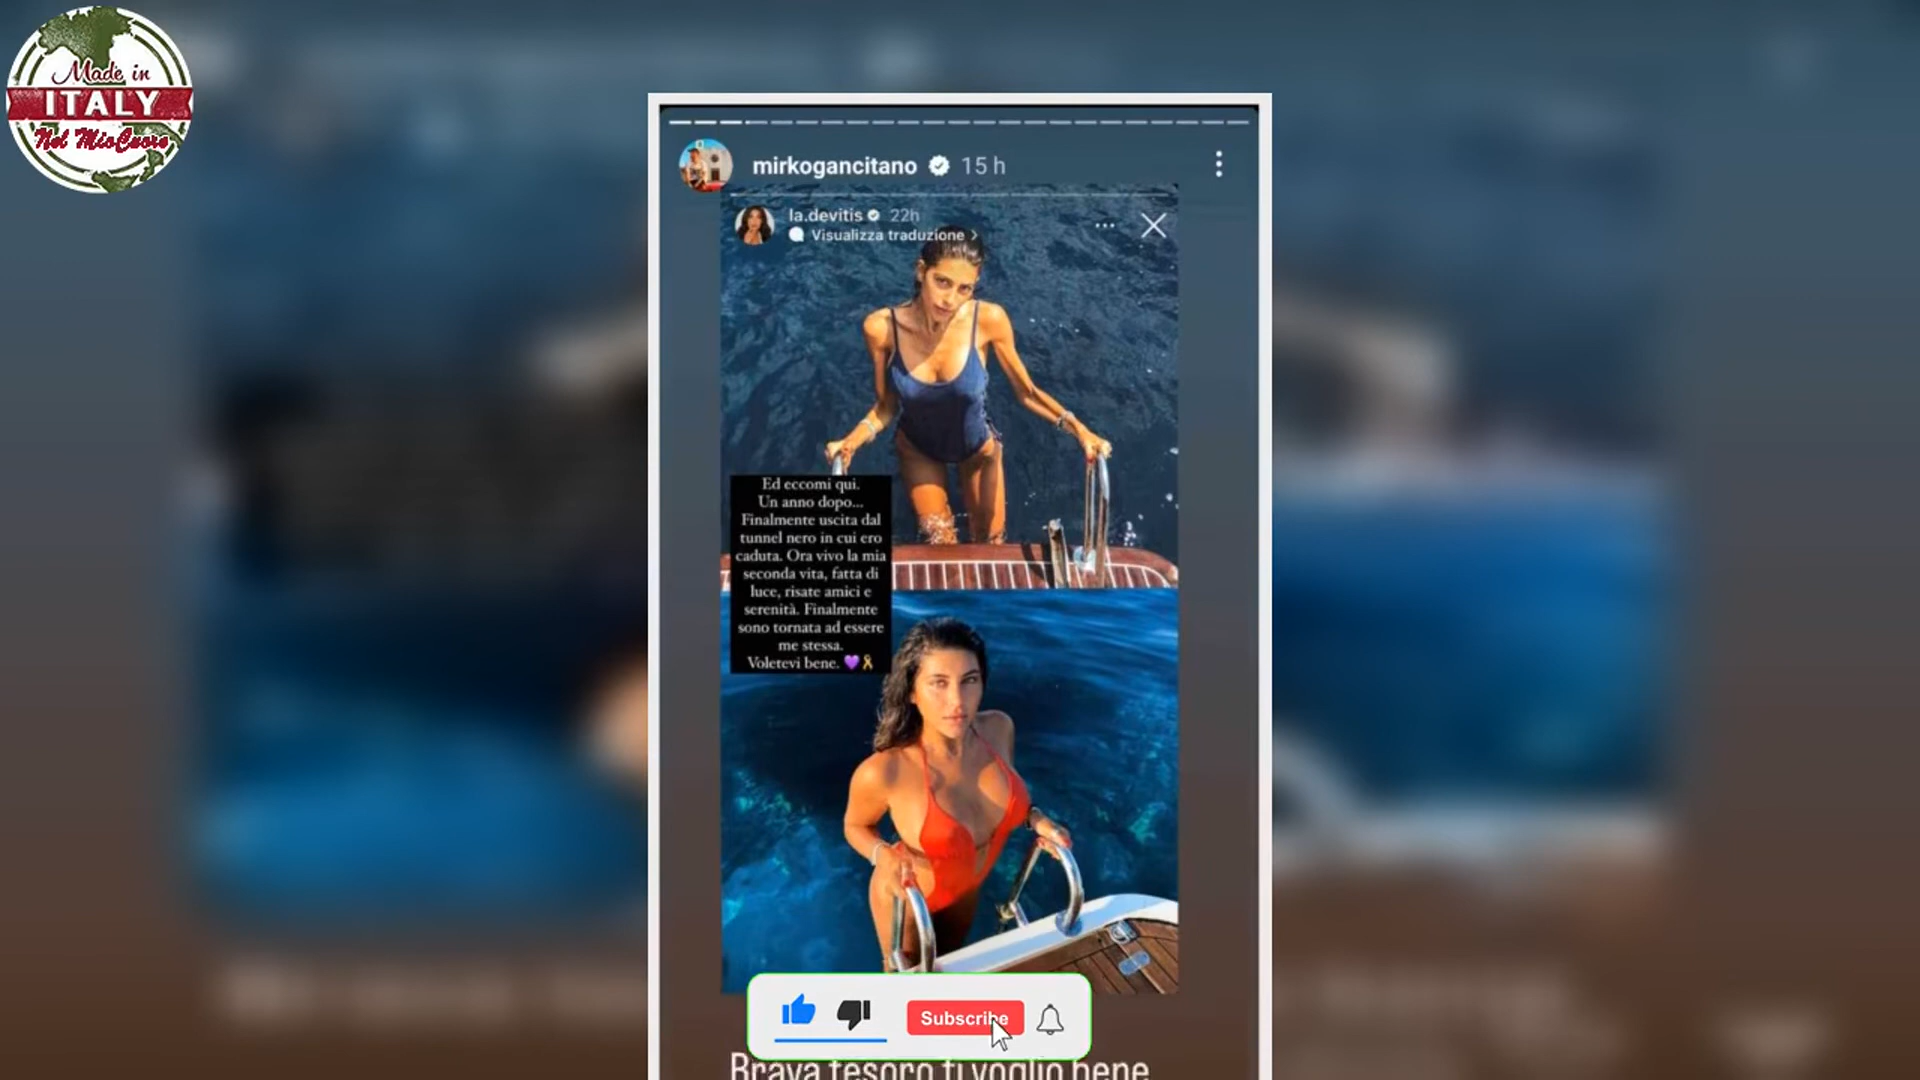 Made in
ITALY
Nel MioCuore
mirkogancitano 15 h
la.devitis 22h
Visualizza traduzione >
Ed eccomi qui.
Un anno dopo...
Finalmente uscita dal
tunnel nero in cui ero
caduta. Ora vivo la mia
seconda vita, fatta di
luce, risate amici e
serenità. Finalmente
sono tornata ad essere
me stessa.
Voletevi bene. 💜🎗
Subscribe
Brava tesoro ti voglio bene